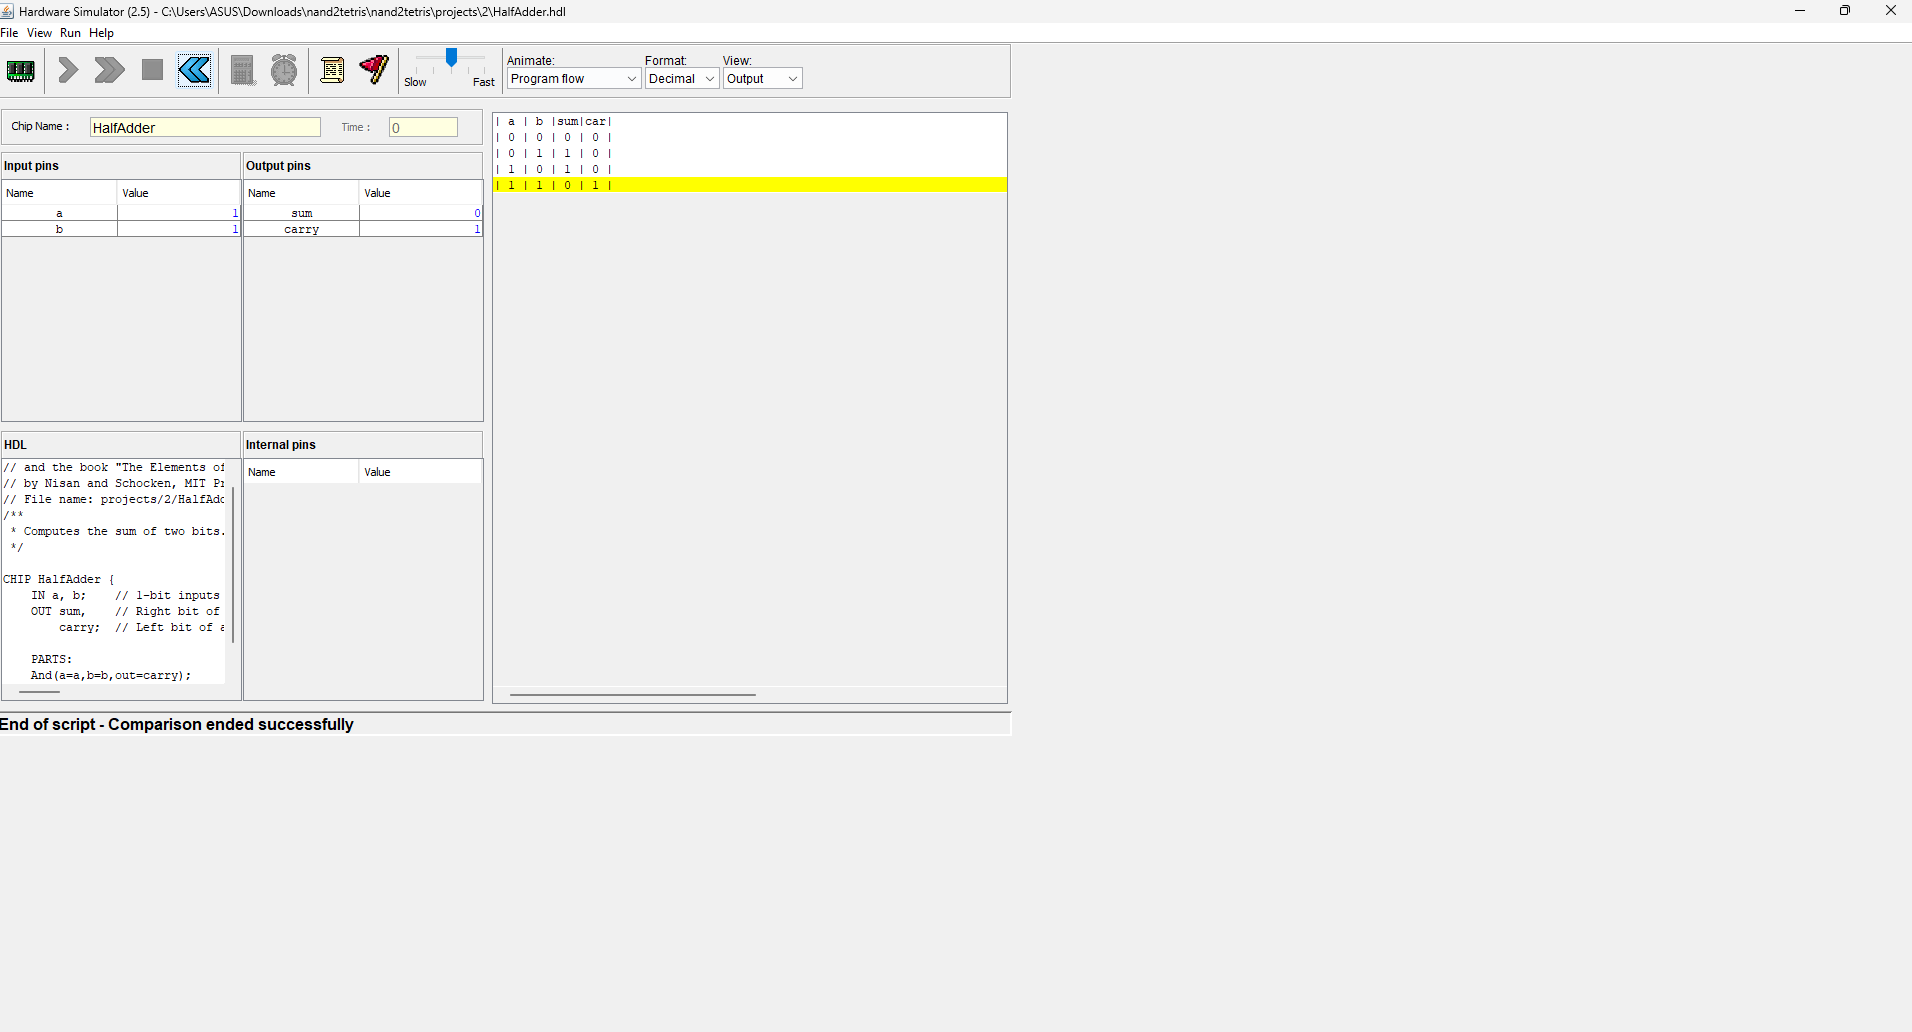 Hardware Simulator (2.5) - C:\Users\ASUS\Downloads\nand2tetris\nand2tetris\projects\2\HalfAdder.hdl
File View Run Help
Slow Fast
Animate: Format: View:
Program flow Decimal Output
Chip Name : HalfAdder Time : 0
Input pins
Name Value
a 1
b 1
Output pins
Name Value
sum 0
carry 1
HDL
// and the book "The Elements of
// by Nisan and Schocken, MIT Pr
// File name: projects/2/HalfAdd
/**
* Computes the sum of two bits.
*/
CHIP HalfAdder {
IN a, b; // 1-bit inputs
OUT sum, // Right bit of
carry; // Left bit of a
PARTS:
And(a=a,b=b,out=carry);
Internal pins
Name Value
| a | b |sum|car|
| 0 | 0 | 0 | 0 |
| 0 | 1 | 1 | 0 |
| 1 | 0 | 1 | 0 |
| 1 | 1 | 0 | 1 |
End of script - Comparison ended successfully